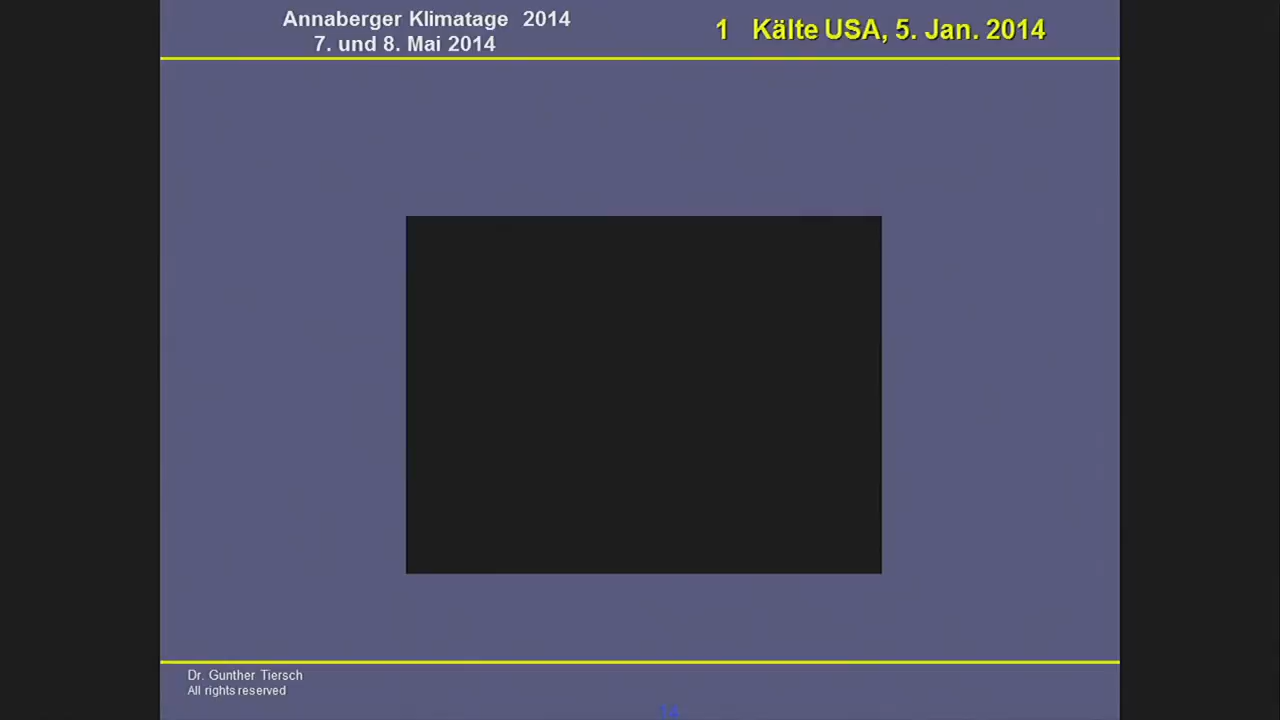 Annaberger Klimatage 2014
7. und 8. Mai 2014
1 Kälte USA, 5. Jan. 2014
Dr. Gunther Tiersch
All rights reserved